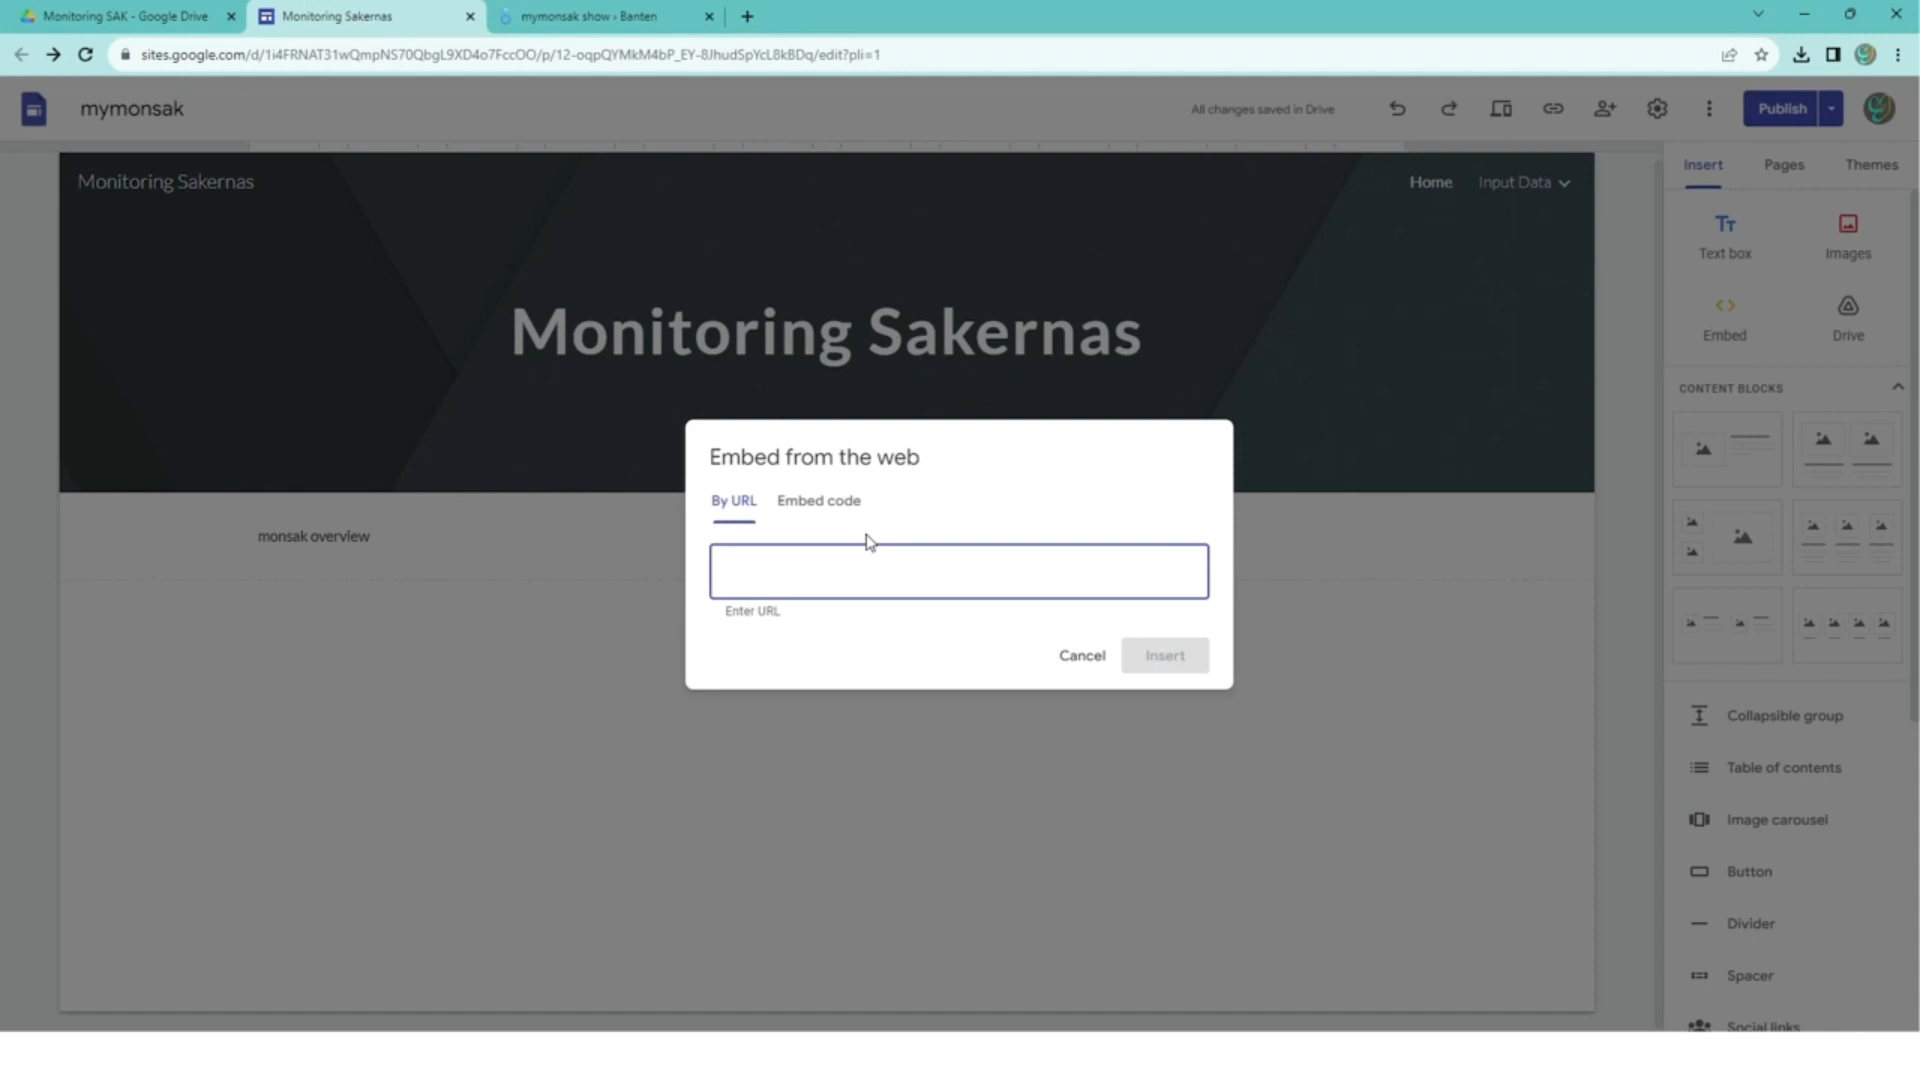 Monitoring SAK - Google Drive
Monitoring Sakernas
mymonsak show › Banten
sites.google.com/d/1i4FRNAT31wQmpNS70QbgL9XD4o7FccOO/p/12-oqpQYMkM4bP_EY-8JhudSpYcL8kBDq/edit?pli=1
mymonsak
All changes saved in Drive
Publish
Insert
Pages
Themes
Monitoring Sakernas
Home
Input Data
Text box
Images
Embed
Drive
Monitoring Sakernas
CONTENT BLOCKS
Embed from the web
By URL
Embed code
monsak overview
Enter URL
Cancel
Insert
Collapsible group
Table of contents
Image carousel
Button
Divider
Spacer
Social links